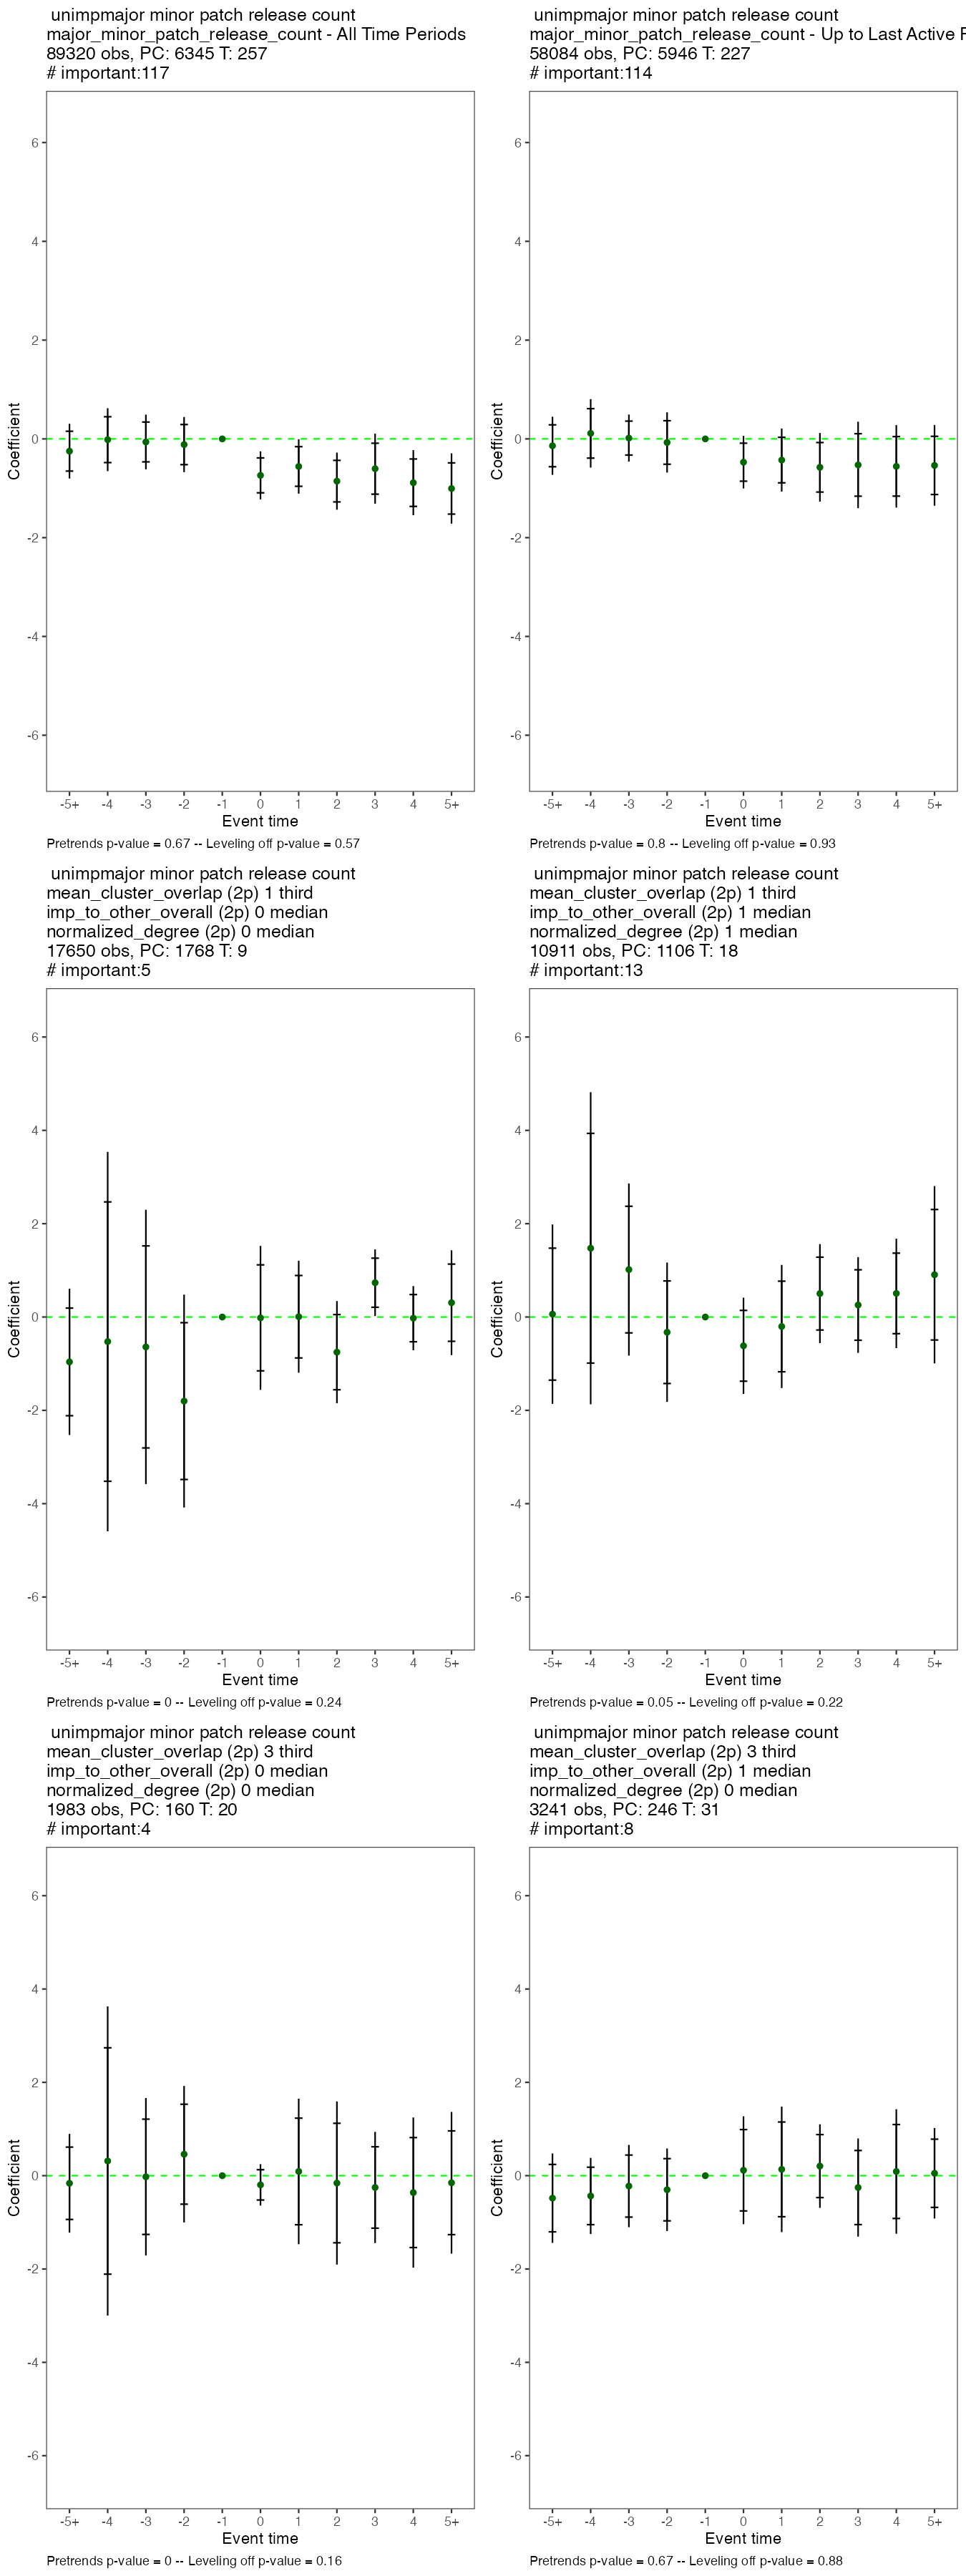 unimpmajor minor patch release count
major_minor_patch_release_count - All Time Periods
89320 obs, PC: 6345 T: 257
# important:117
6
4
2
0
-2
-4
-6
Coefficient
-5+ -4 -3 -2 -1 0 1 2 3 4 5+
Event time
Pretrends p-value = 0.67 -- Leveling off p-value = 0.57
unimpmajor minor patch release count
major_minor_patch_release_count - Up to Last Active
58084 obs, PC: 5946 T: 227
# important:114
6
4
2
0
-2
-4
-6
Coefficient
-5+ -4 -3 -2 -1 0 1 2 3 4 5+
Event time
Pretrends p-value = 0.8 -- Leveling off p-value = 0.93
unimpmajor minor patch release count
mean_cluster_overlap (2p) 1 third
imp_to_other_overall (2p) 0 median
normalized_degree (2p) 0 median
17650 obs, PC: 1768 T: 9
# important:5
6
4
2
0
-2
-4
-6
Coefficient
-5+ -4 -3 -2 -1 0 1 2 3 4 5+
Event time
Pretrends p-value = 0 -- Leveling off p-value = 0.24
unimpmajor minor patch release count
mean_cluster_overlap (2p) 1 third
imp_to_other_overall (2p) 1 median
normalized_degree (2p) 1 median
10911 obs, PC: 1106 T: 18
# important:13
6
4
2
0
-2
-4
-6
Coefficient
-5+ -4 -3 -2 -1 0 1 2 3 4 5+
Event time
Pretrends p-value = 0.05 -- Leveling off p-value = 0.22
unimpmajor minor patch release count
mean_cluster_overlap (2p) 3 third
imp_to_other_overall (2p) 0 median
normalized_degree (2p) 0 median
1983 obs, PC: 160 T: 20
# important:4
6
4
2
0
-2
-4
-6
Coefficient
-5+ -4 -3 -2 -1 0 1 2 3 4 5+
Event time
Pretrends p-value = 0 -- Leveling off p-value = 0.16
unimpmajor minor patch release count
mean_cluster_overlap (2p) 3 third
imp_to_other_overall (2p) 1 median
normalized_degree (2p) 0 median
3241 obs, PC: 246 T: 31
# important:8
6
4
2
0
-2
-4
-6
Coefficient
-5+ -4 -3 -2 -1 0 1 2 3 4 5+
Event time
Pretrends p-value = 0.67 -- Leveling off p-value = 0.88